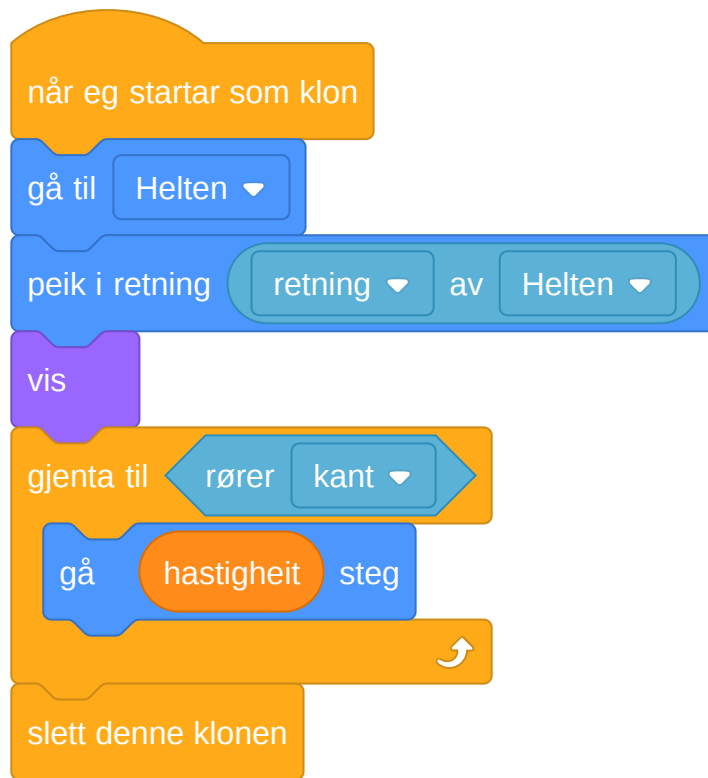 når eg startar som klon
gå til Helten
peik i retning retning av Helten
vis
gjenta til rører kant
gå hastigheit steg
slett denne klonen